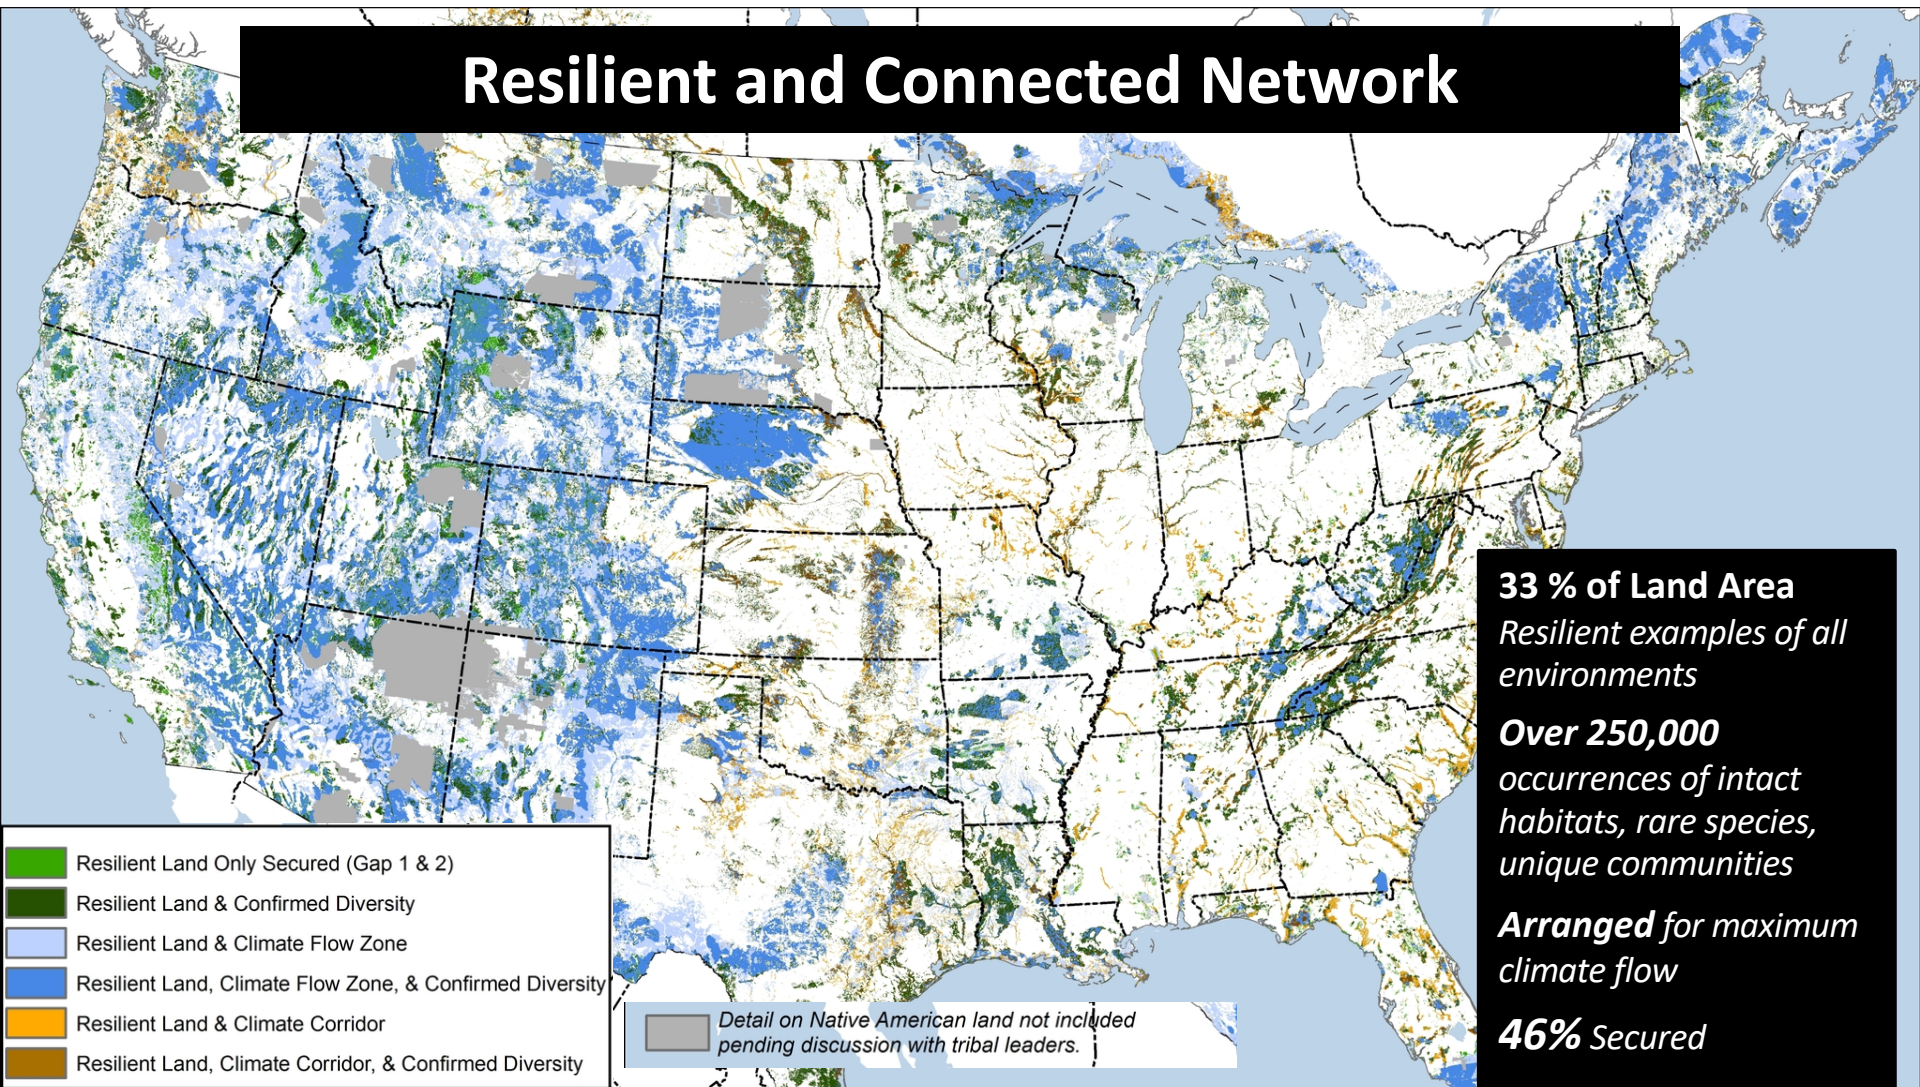 Resilient and Connected Network
33 % of Land Area
Resilient examples of all
environments
Over 250,000
occurrences of intact
habitats, rare species,
unique communities
Arranged for maximum
climate flow
46% Secured
Resilient Land Only Secured (Gap 1 & 2)
Resilient Land & Confirmed Diversity
Resilient Land & Climate Flow Zone
Resilient Land, Climate Flow Zone, & Confirmed Diversity
Resilient Land & Climate Corridor
Resilient Land, Climate Corridor, & Confirmed Diversity
Detail on Native American land not included
pending discussion with tribal leaders.